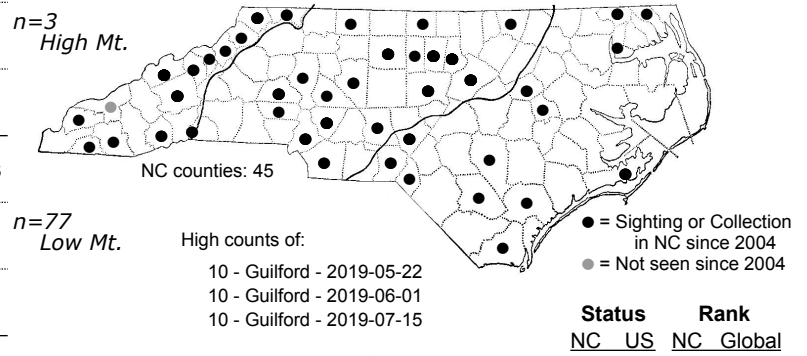 n=3
High Mt.
NC counties: 45
n=77
Low Mt.
High counts of:
10 - Guilford - 2019-05-22
10 - Guilford - 2019-06-01
10 - Guilford - 2019-07-15
= Sighting or Collection
in NC since 2004
= Not seen since 2004
Status Rank
NC US NC Global